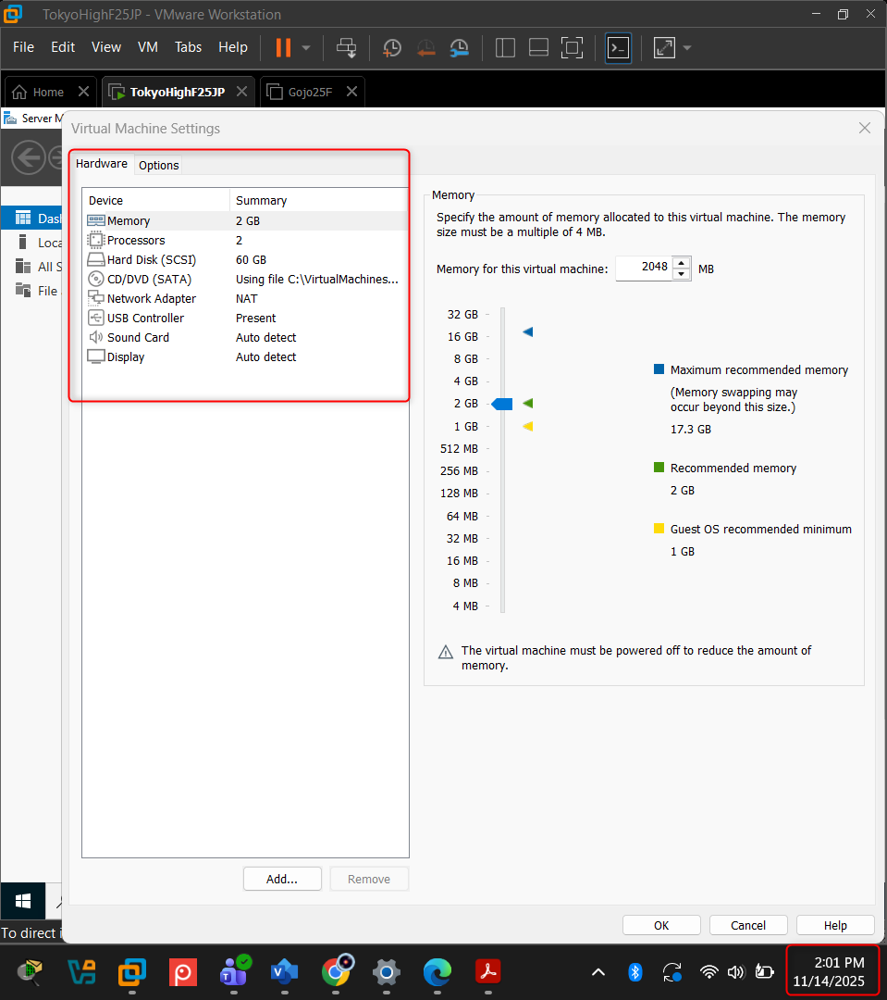 TokyoHighF25JP - VMware Workstation
File Edit View VM Tabs Help
Home TokyoHighF25JP Gojo25F
Server M
Virtual Machine Settings
Hardware Options
Device Summary
Memory 2 GB
Processors 2
Hard Disk (SCSI) 60 GB
CD/DVD (SATA) Using file C:\VirtualMachines...
Network Adapter NAT
USB Controller Present
Sound Card Auto detect
Display Auto detect
Das
Loca
All S
File
Add... Remove
Memory
Specify the amount of memory allocated to this virtual machine. The memory
size must be a multiple of 4 MB.
Memory for this virtual machine: 2048 MB
32 GB
16 GB
8 GB
4 GB
2 GB
1 GB
512 MB
256 MB
128 MB
64 MB
32 MB
16 MB
8 MB
4 MB
Maximum recommended memory
(Memory swapping may
occur beyond this size.)
17.3 GB
Recommended memory
2 GB
Guest OS recommended minimum
1 GB
The virtual machine must be powered off to reduce the amount of
memory.
OK Cancel Help
To direct i
2:01 PM
11/14/2025